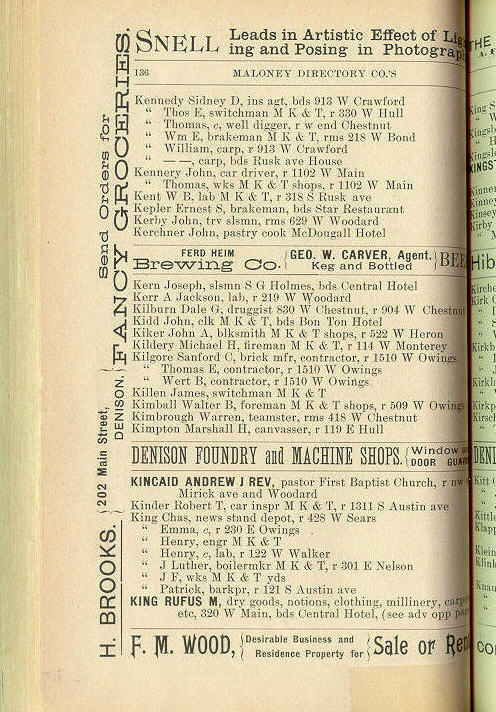 SNELL Leads in Artistic Effect of
ing and Posing in
136 MALONEY DIRECTORY CO.'S
Kennedy Sidney D, ins agt, bds 913 W Crawford
“ Thos E, switchman M K & T, r 330 W Hull
“ Thomas, c, well digger, r w end Chestnut
“ Wm E, brakeman M K & T, rms 218 W Bond
“ William, carp, r 913 W Crawford
“ — —, carp, bds Rusk ave House
Kennery John, car driver, r 1102 W Main
“ Thomas, wks M K & T shops, r 1102 W Main
Kent W B, lab M K & T, r 318 S Rusk ave
Kepler Ernest S, brakeman, bds Star Restaurant
Kerby John, trv slsmn, rms 629 W Woodard
Kerchner John, pastry cook McDougall Hotel
FERD HEIM
Brewing Co.
GEO. W. CARVER, Agent.
Keg and Bottled
Kern Joseph, slsmn S G Holmes, bds Central Hotel
Kerr A Jackson, lab, r 219 W Woodard
Kilburn Dale G, druggist 830 W Chestnut, r 904 W Chestnut
Kidd John, clk M K & T, bds Bon Ton Hotel
Kiker John A, blksmith M K & T shops, r 522 W Heron
Kildery Michael H, fireman M K & T, r 114 W Monterey
Kilgore Sanford C, brick mfr, contractor, r 1510 W Owings
“ Thomas E, contractor, r 1510 W Owings
“ Wert B, contractor, r 1510 W Owings
Killen James, switchman M K & T
Kimball Walter B, foreman M K & T shops, r 509 W Owings
Kimbrough Warren, teamster, rms 418 W Chestnut
Kimpton Marshall H, canvasser, r 119 E Hull
DENISON FOUNDRY and MACHINE SHOPS.
Window
DOOR
KINCAID ANDREW J REV, pastor First Baptist Church, r n w
Mirick ave and Woodard
Kinder Robert T, car inspr M K & T, r 1311 S Austin ave
King Chas, news stand depot, r 428 W Sears
“ Emma, c, r 230 E Owings
“ Henry, engr M K & T
“ Henry, c, lab, r 122 W Walker
“ J Luther, boilermkr M K & T, r 301 E Nelson
“ J F, wks M K & T yds
“ Patrick, barkpr, r 121 S Austin ave
KING RUFUS M, dry goods, notions, clothing, millinery,
etc, 320 W Main, bds Central Hotel, (see adv opp
F. M. WOOD,
Desirable Business and
Residence Property for
Sale or
H. BROOKS, 202 Main Street, DENISON.
Send Orders for
FANCY GROCERIES.